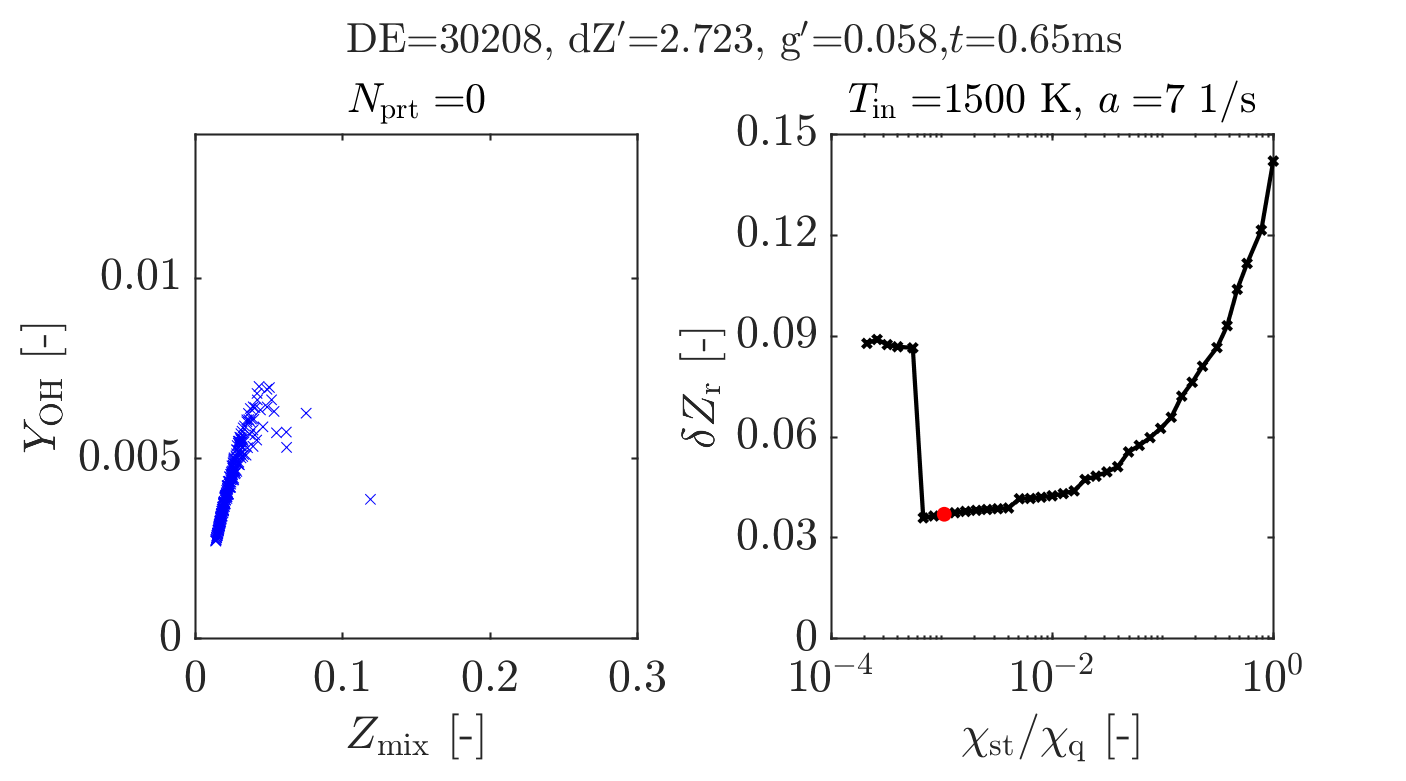 DE=30208, dZ′=2.723, g′=0.058,t=0.65ms
N_prt =0
0.01
0.005
0
0 0.1 0.2 0.3
Y_OH [-]
Z_mix [-]
T_in =1500 K, a =7 1/s
0.15
0.12
0.09
0.06
0.03
0
10^−4 10^−2 10^0
δZ_r [-]
χ_st/χ_q [-]